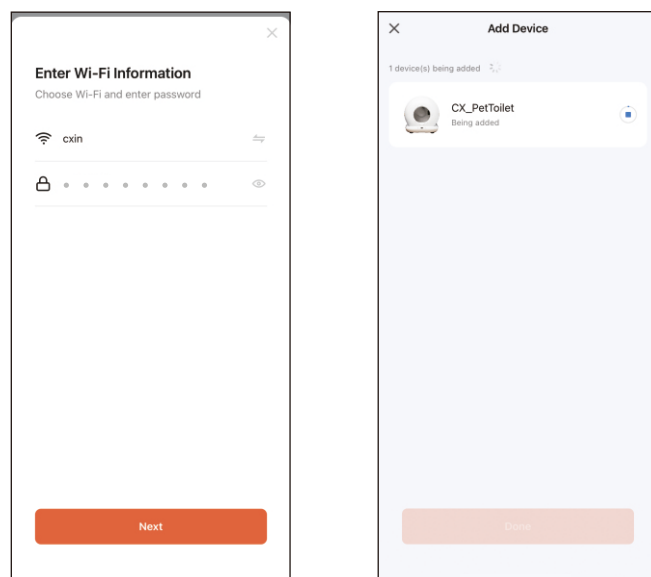 Enter Wi-Fi Information
Choose Wi-Fi and enter password
cxin
Next
Add Device
1 device(s) being added
CX_PetToilet
Being added
Done